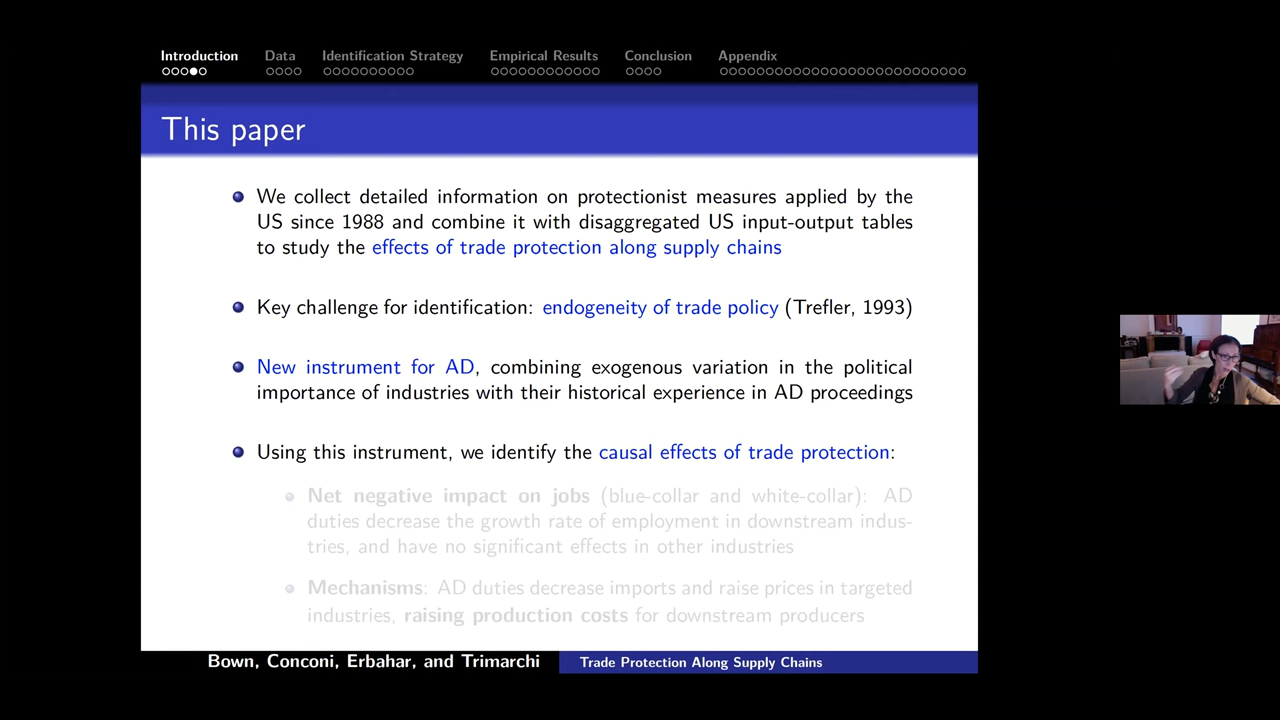 Introduction Data Identification Strategy Empirical Results Conclusion Appendix
This paper
We collect detailed information on protectionist measures applied by the
US since 1988 and combine it with disaggregated US input-output tables
to study the effects of trade protection along supply chains
Key challenge for identification: endogeneity of trade policy (Trefler, 1993)
New instrument for AD, combining exogenous variation in the political
importance of industries with their historical experience in AD proceedings
Using this instrument, we identify the causal effects of trade protection:
Net negative impact on jobs (blue-collar and white-collar): AD
duties decrease the growth rate of employment in downstream indus-
tries, and have no significant effects in other industries
Mechanisms: AD duties decrease imports and raise prices in targeted
industries, raising production costs for downstream producers
Bown, Conconi, Erbahar, and Trimarchi Trade Protection Along Supply Chains